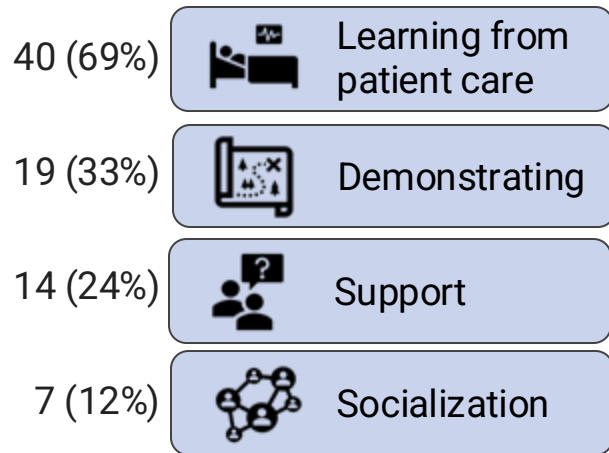 40 (69%)
Learning from
patient care
19 (33%)
Demonstrating
14 (24%)
?
Support
7 (12%)
Socialization